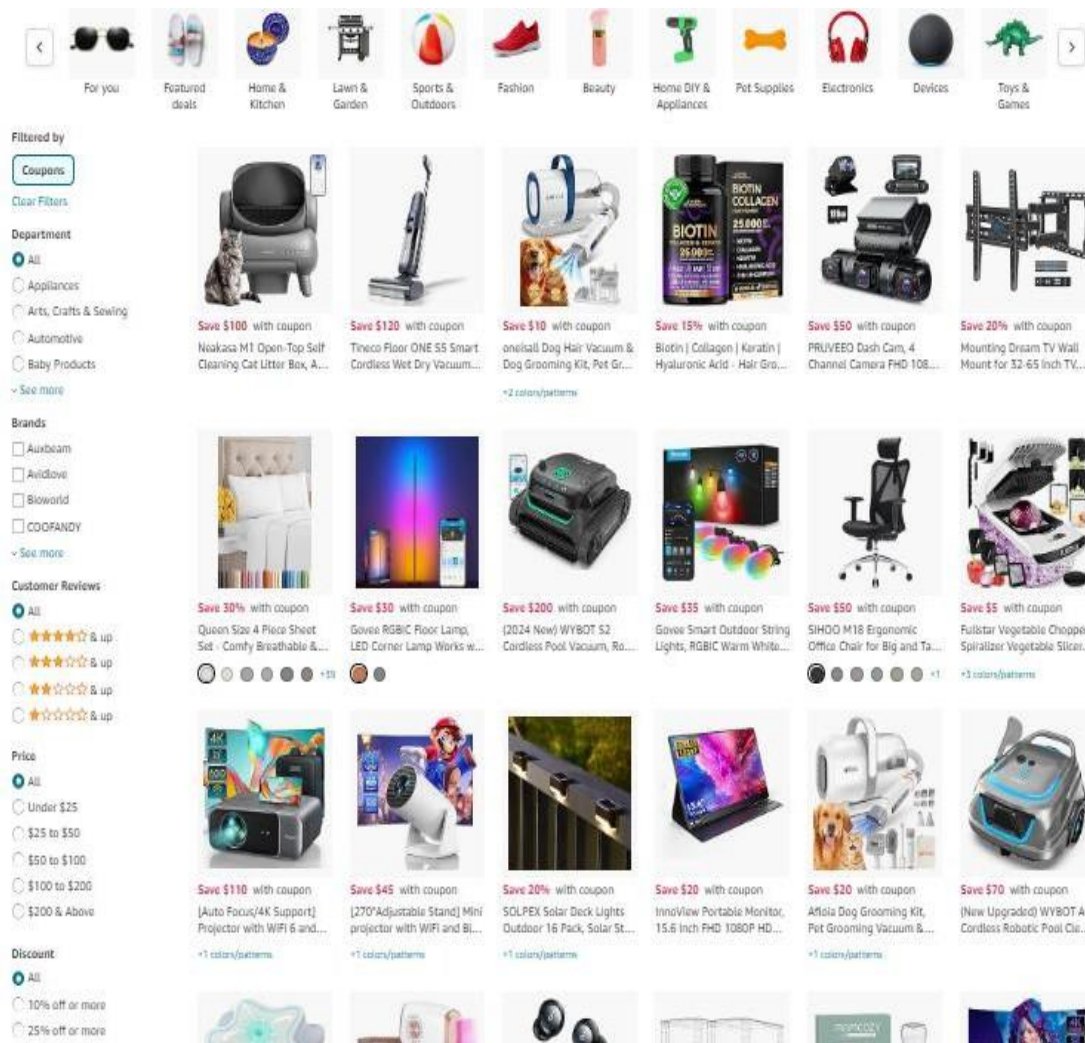 For you
Featured
deals
Home &
Kitchen
Lawn &
Garden
Sports &
Outdoors
Fashion
Beauty
Home DIY &
Appliances
Pet Supplies
Electronics
Devices
Toys &
Games
Filtered by
Coupons
Clear Filters
Department
All
Appliances
Arts, Crafts & Sewing
Automotive
Baby Products
See more
Brands
Auxbeam
Avidlove
Bioworld
COOFANDY
See more
Customer Reviews
All
& up
& up
& up
& up
Price
All
Under $25
$25 to $50
$50 to $100
$100 to $200
$200 & Above
Discount
All
10% off or more
25% off or more
BIOTIN
25.000
BIOTIN
COLLAGEN
25.000
Save $100 with coupon
Neakasa M1 Open-Top Self
Cleaning Cat Litter Box, A...
Save $120 with coupon
Tineco Floor ONE S5 Smart
Cordless Wet Dry Vacuum...
Save $10 with coupon
oneisall Dog Hair Vacuum &
Dog Grooming Kit, Pet Gr...
+2 colors/patterns
Save 15% with coupon
Biotin | Collagen | Keratin |
Hyaluronic Acid - Hair Gro...
Save $50 with coupon
PRUVEEO Dash Cam, 4
Channel Camera FHD 108...
Save 20% with coupon
Mounting Dream TV Wall
Mount for 32-65 Inch TV...
Save 30% with coupon
Queen Size 4 Piece Sheet
Set - Comfy Breathable &...
Save $30 with coupon
Govee RGBIC Floor Lamp,
LED Corner Lamp Works w...
Save $200 with coupon
(2024 New) WYBOT S2
Cordless Pool Vacuum, Ro...
Save $35 with coupon
Govee Smart Outdoor String
Lights, RGBIC Warm White...
Save $50 with coupon
SIHOO M18 Ergonomic
Office Chair for Big and Ta...
+1
Save $5 with coupon
Fullstar Vegetable Choppe
Spiralizer Vegetable Slicer.
+3 colors/patterns
4K
15.6"
Save $110 with coupon
[Auto Focus/4K Support]
Projector with WiFi 6 and...
+1 colors/patterns
Save $45 with coupon
[270°Adjustable Stand] Mini
projector with WiFi and Bl...
+1 colors/patterns
Save 20% with coupon
SOLPEX Solar Deck Lights
Outdoor 16 Pack, Solar St...
+1 colors/patterns
Save $20 with coupon
InnoView Portable Monitor,
15.6 Inch FHD 1080P HD...
Save $20 with coupon
Afloia Dog Grooming Kit,
Pet Grooming Vacuum &...
+1 colors/patterns
Save $70 with coupon
(New Upgraded) WYBOT A
Cordless Robotic Pool Cle...
momcozy
4K